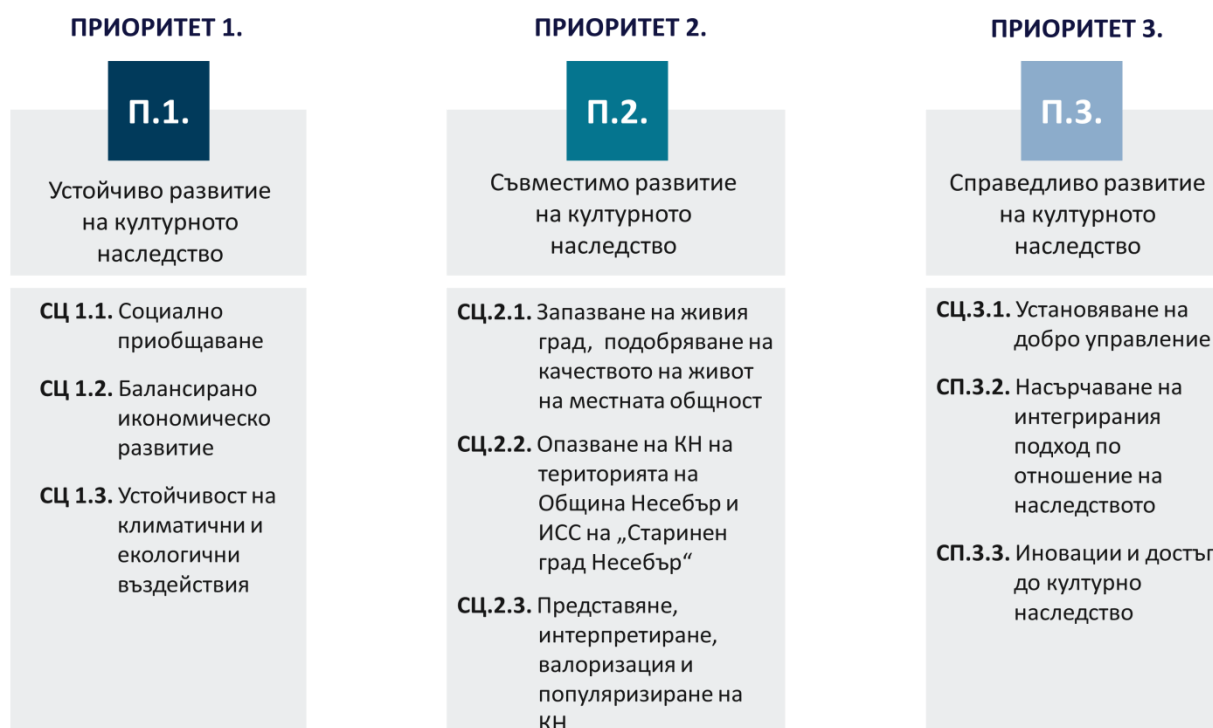 ПРИОРИТЕТ 1.
П.1.
Устойчиво развитие
на културното
наследство
СЦ 1.1. Социално
приобщаване
СЦ 1.2. Балансирано
икономическо
развитие
СЦ 1.3. Устойчивост на
климатични и
екологични
въздействия
ПРИОРИТЕТ 2.
П.2.
Съвместимо развитие
на културното
наследство
СЦ.2.1. Запазване на живия
град, подобряване на
качеството на живот
на местната общност
СЦ.2.2. Опазване на КН на
територията на
Община Несебър и
ИСС на „Старинен
град Несебър“
СЦ.2.3. Представяне,
интерпретиране,
валоризация и
популяризиране на
КН
ПРИОРИТЕТ 3.
П.3.
Справедливо развитие
на културното
наследство
СЦ.3.1. Установяване на
добро управление
СП.3.2. Насърчаване на
интегрирания
подход по
отношение на
наследството
СП.3.3. Иновации и достъп
до културно
наследство